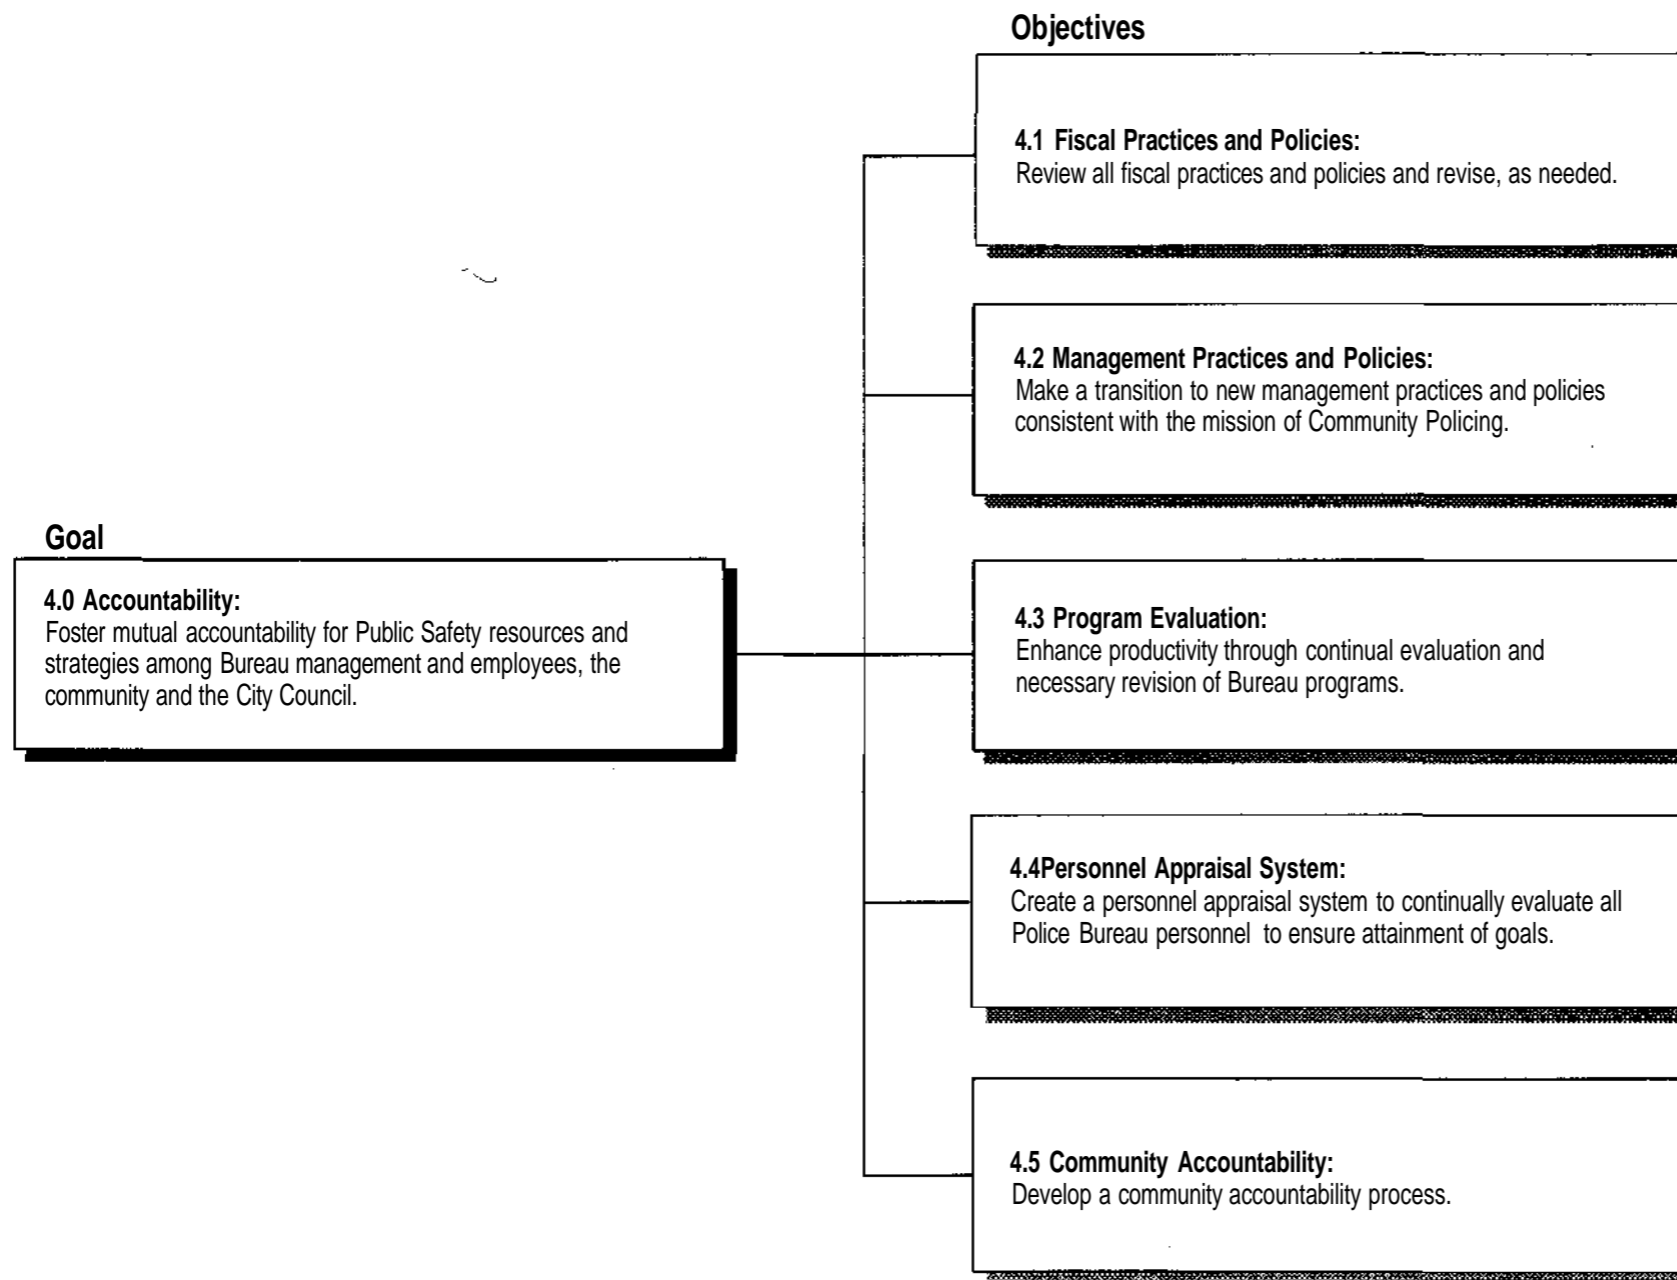 Objectives
4.1 Fiscal Practices and Policies:
Review all fiscal practices and policies and revise, as needed.
4.2 Management Practices and Policies:
Make a transition to new management practices and policies
consistent with the mission of Community Policing.
Goal
4.0 Accountability:
Foster mutual accountability for Public Safety resources and
strategies among Bureau management and employees, the
community and the City Council.
4.3 Program Evaluation:
Enhance productivity through continual evaluation and
necessary revision of Bureau programs.
4.4Personnel Appraisal System:
Create a personnel appraisal system to continually evaluate all
Police Bureau personnel to ensure attainment of goals.
4.5 Community Accountability:
Develop a community accountability process.